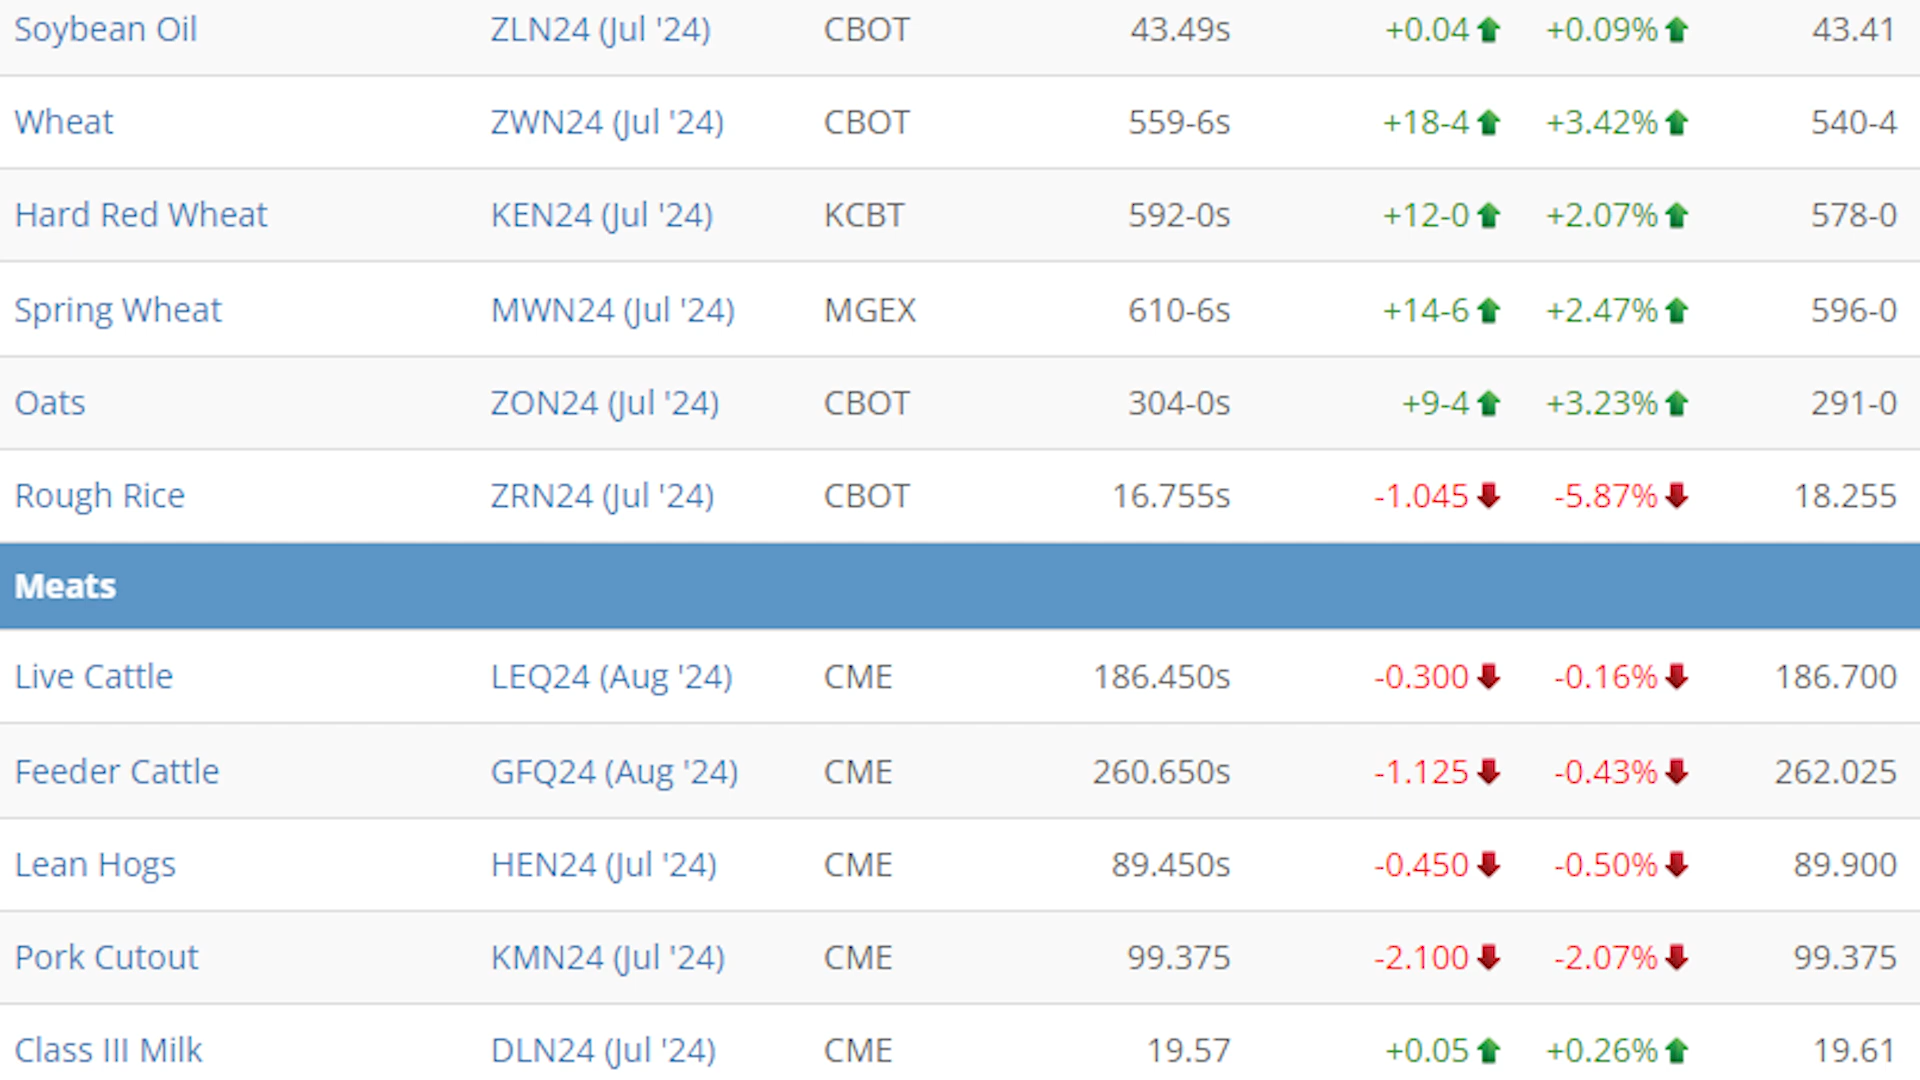 Soybean Oil ZLN24 (Jul '24) CBOT 43.49s +0.04 +0.09% 43.41
Wheat ZWN24 (Jul '24) CBOT 559-6s +18-4 +3.42% 540-4
Hard Red Wheat KEN24 (Jul '24) KCBT 592-0s +12-0 +2.07% 578-0
Spring Wheat MWN24 (Jul '24) MGEX 610-6s +14-6 +2.47% 596-0
Oats ZON24 (Jul '24) CBOT 304-0s +9-4 +3.23% 291-0
Rough Rice ZRN24 (Jul '24) CBOT 16.755s -1.045 -5.87% 18.255
Meats
Live Cattle LEQ24 (Aug '24) CME 186.450s -0.300 -0.16% 186.700
Feeder Cattle GFQ24 (Aug '24) CME 260.650s -1.125 -0.43% 262.025
Lean Hogs HEN24 (Jul '24) CME 89.450s -0.450 -0.50% 89.900
Pork Cutout KMN24 (Jul '24) CME 99.375 -2.100 -2.07% 99.375
Class III Milk DLN24 (Jul '24) CME 19.57 +0.05 +0.26% 19.61